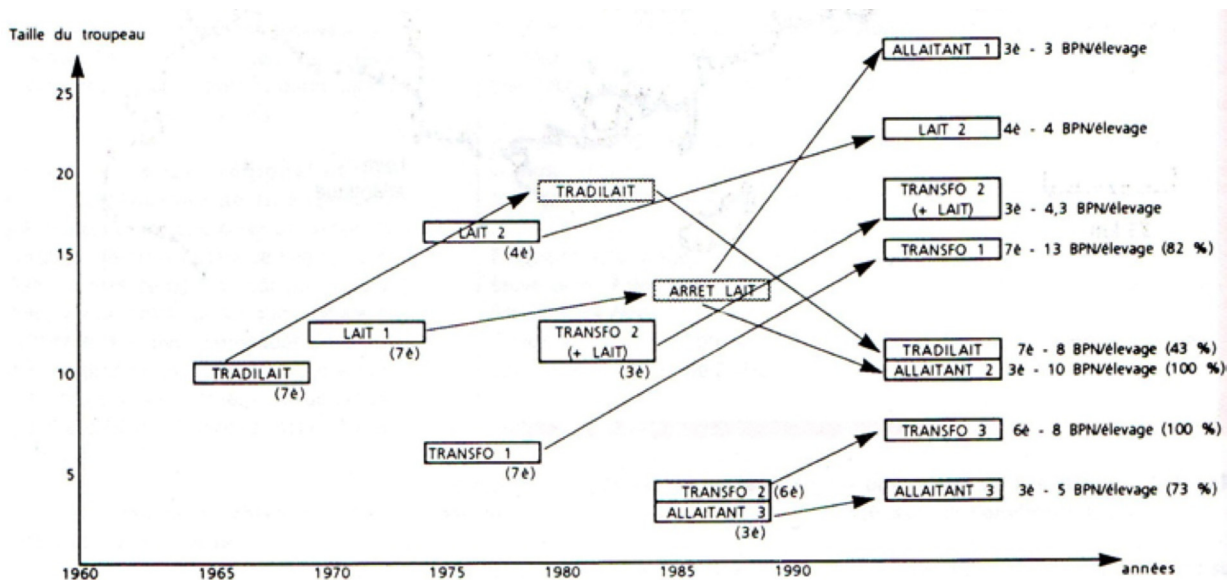 Taille du troupeau
ALLAITANT 1 3è - 3 BPN/élevage
25
LAIT 2 4è - 4 BPN/élevage
20
TRADILAIT
TRANSFO 2
(+ LAIT) 3è - 4,3 BPN/élevage
LAIT 2
(4è)
15
TRANSFO 1 7è - 13 BPN/élevage (82 %)
ARRET LAIT
LAIT 1
(7è)
TRANSFO 2
(+ LAIT)
(3è)
TRADILAIT 7è - 8 BPN/élevage (43 %)
10
TRADILAIT
(7è)
ALLAITANT 2 3è - 10 BPN/élevage (100 %)
TRANSFO 3 6è - 8 BPN/élevage (100 %)
TRANSFO 1
(7è)
5
TRANSFO 2 (6è)
ALLAITANT 3
(3è)
ALLAITANT 3 3è - 5 BPN/élevage (73 %)
1960 1965 1970 1975 1980 1985 1990 années